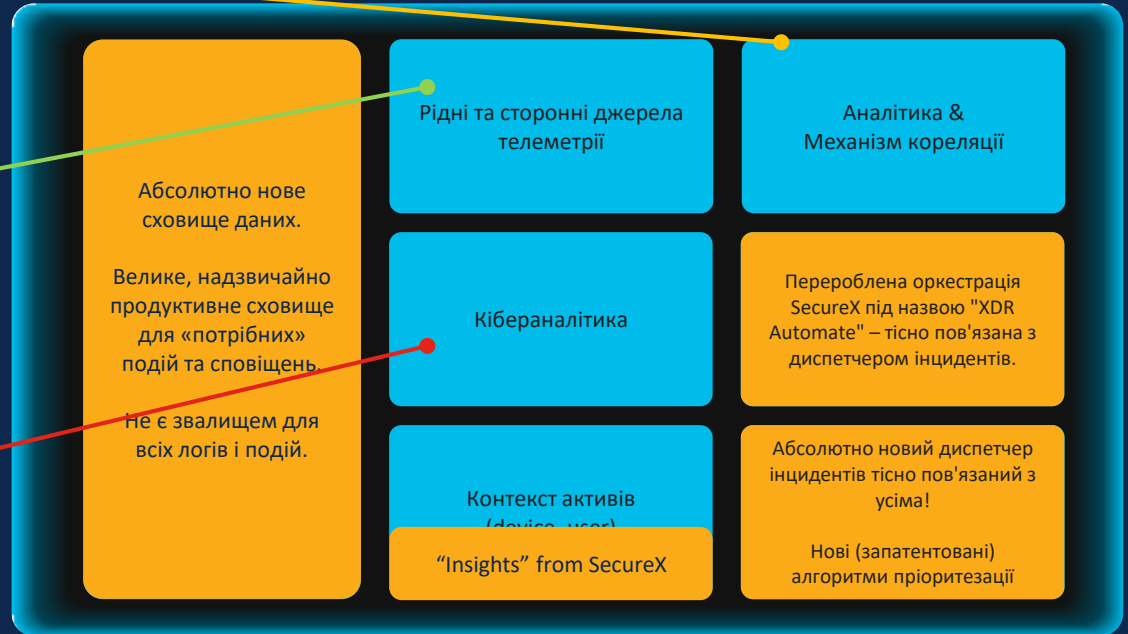 Абсолютно нове
сховище даних.
Велике, надзвичайно
продуктивне сховище
для «потрібних»
подій та сповіщень.
Не є звалищем для
всіх логів і подій.
Рідні та сторонні джерела
телеметрії
Аналітика &
Механізм кореляції
Кібераналітика
Перероблена оркестрація
SecureX під назвою "XDR
Automate" – тісно пов'язана з
диспетчером інцидентів.
Контекст активів
(device, user)
“Insights” from SecureX
Абсолютно новий диспетчер
інцидентів тісно пов'язаний з
усіма!
Нові (запатентовані)
алгоритми пріоритезації